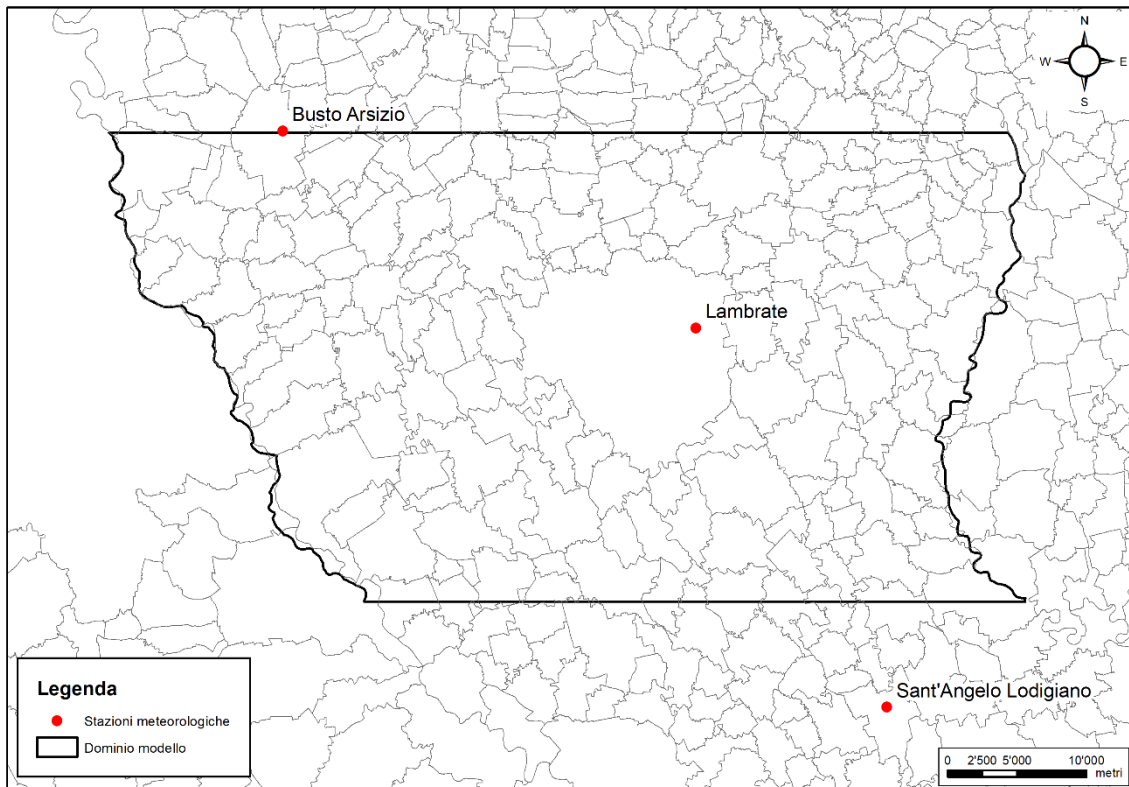 N
W E
S
Busto Arsizio
Lambrate
Sant'Angelo Lodigiano
Legenda
Stazioni meteorologiche
Dominio modello
0 2'500 5'000 10'000
metri